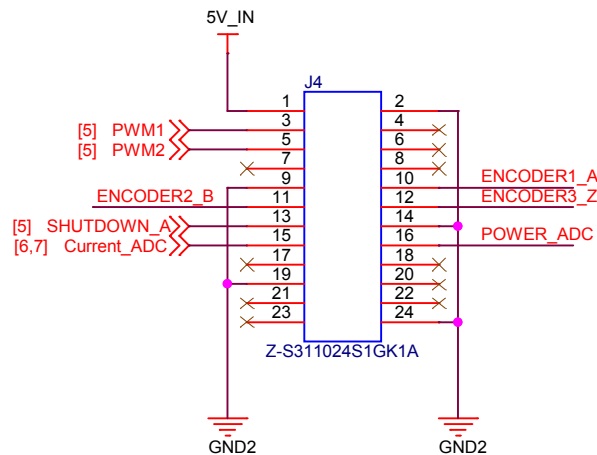 5V_IN
J4
1 2
[5] PWM1 3 4
[5] PWM2 5 6
7 8
9 10 ENCODER1_A
ENCODER2_B 11 12 ENCODER3_Z
[5] SHUTDOWN_A 13 14
[6,7] Current_ADC 15 16 POWER_ADC
17 18
19 20
21 22
23 24
Z-S311024S1GK1A
GND2 GND2